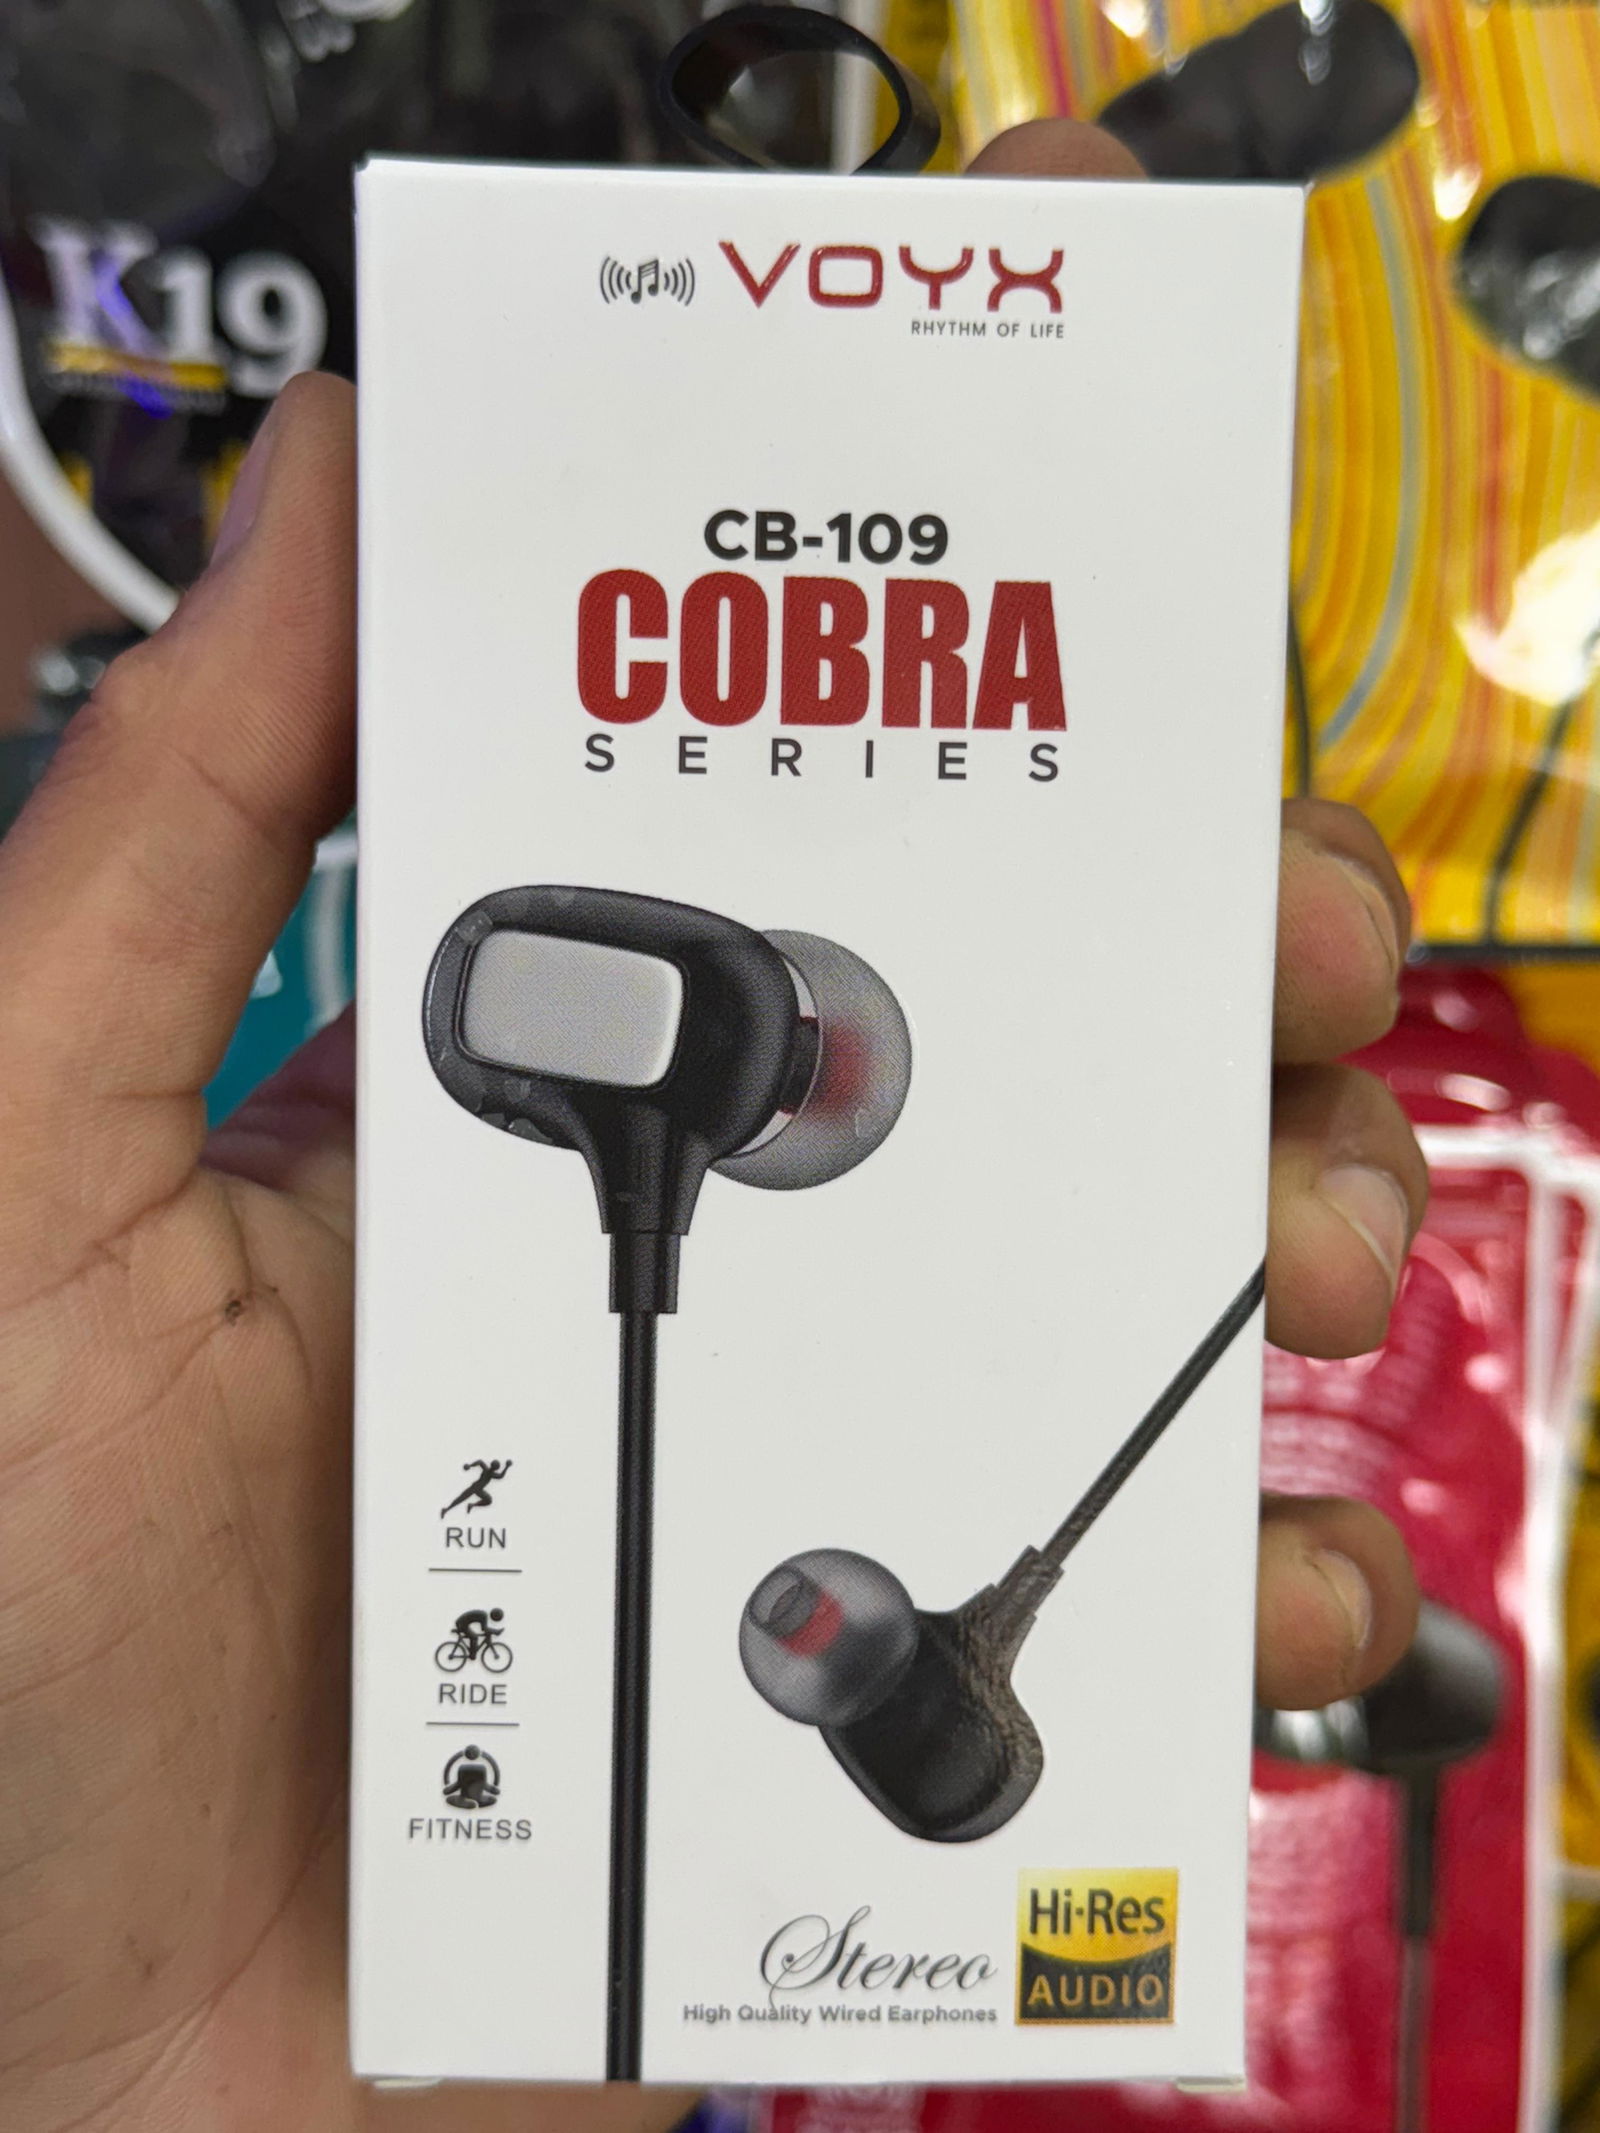 K19
VOYX
RHYTHM OF LIFE
CB-109
COBRA
SERIES
RUN
RIDE
FITNESS
Stereo
High Quality Wired Earphones
Hi-Res
AUDIO